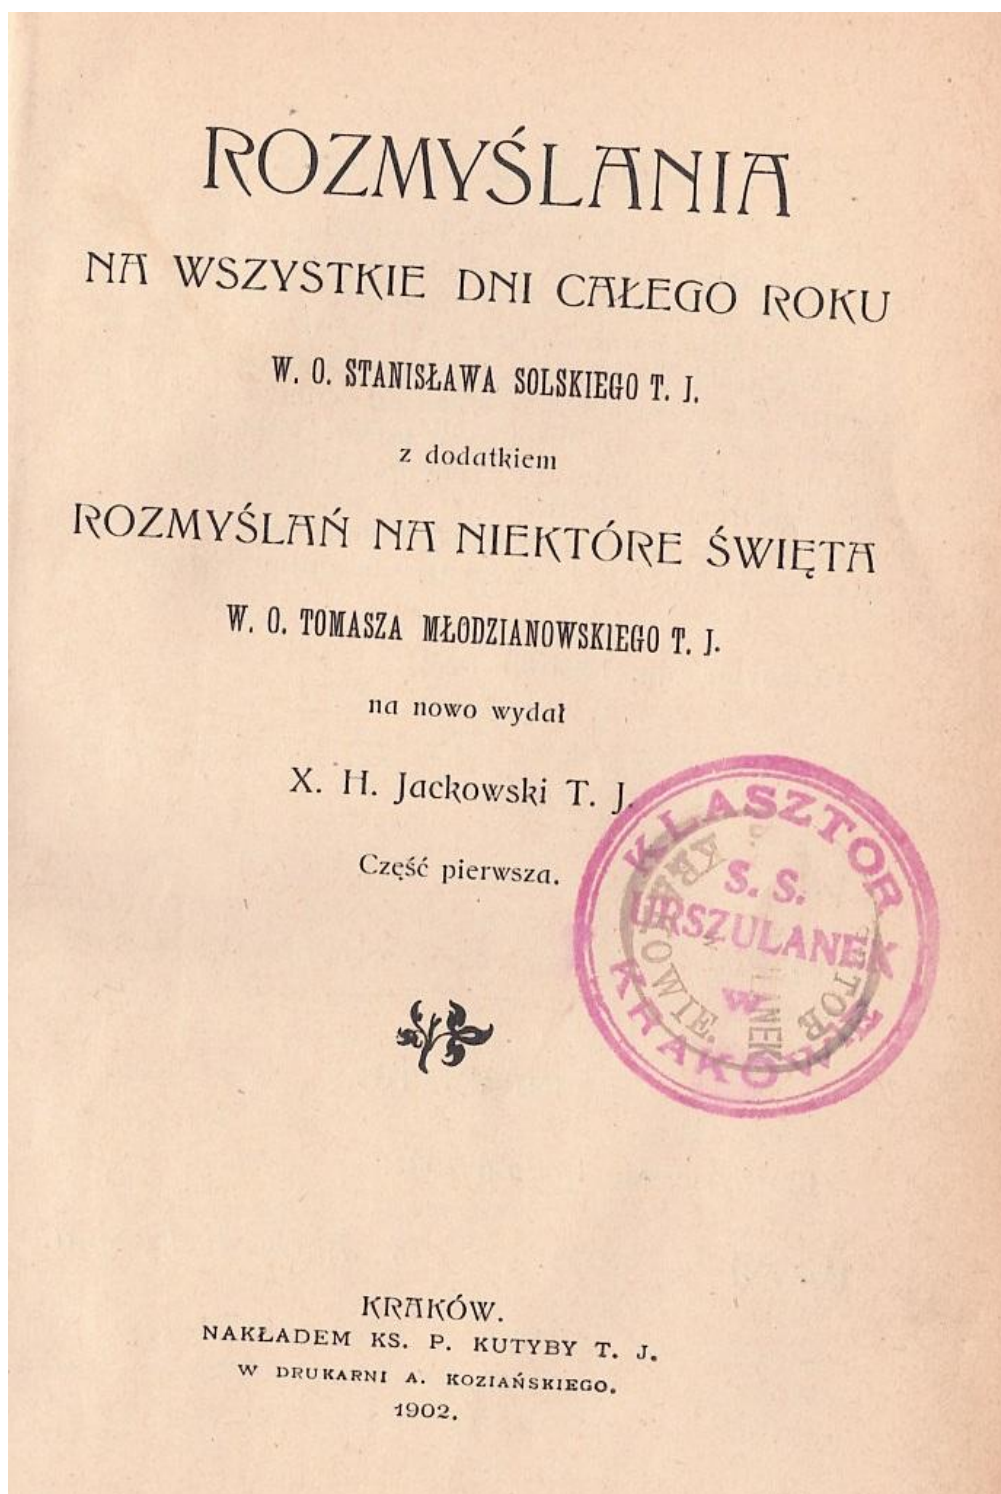 ROZMYŚLANIA
NA WSZYSTKIE DNI CAŁEGO ROKU
W. O. STANISŁAWA SOLSKIEGO T. J.
z dodatkiem
ROZMYŚLAŃ NA NIEKTÓRE ŚWIĘTA
W. O. TOMASZA MŁODZIANOWSKIEGO T. J.
na nowo wydał
X. H. Jackowski T. J.
Część pierwsza.
KLASZTOR
S. S.
URSZULANEK
w
KRAKOWIE
KRAKÓW.
NAKŁADEM KS. P. KUTYBY T. J.
W DRUKARNI A. KOZIAŃSKIEGO.
1902.